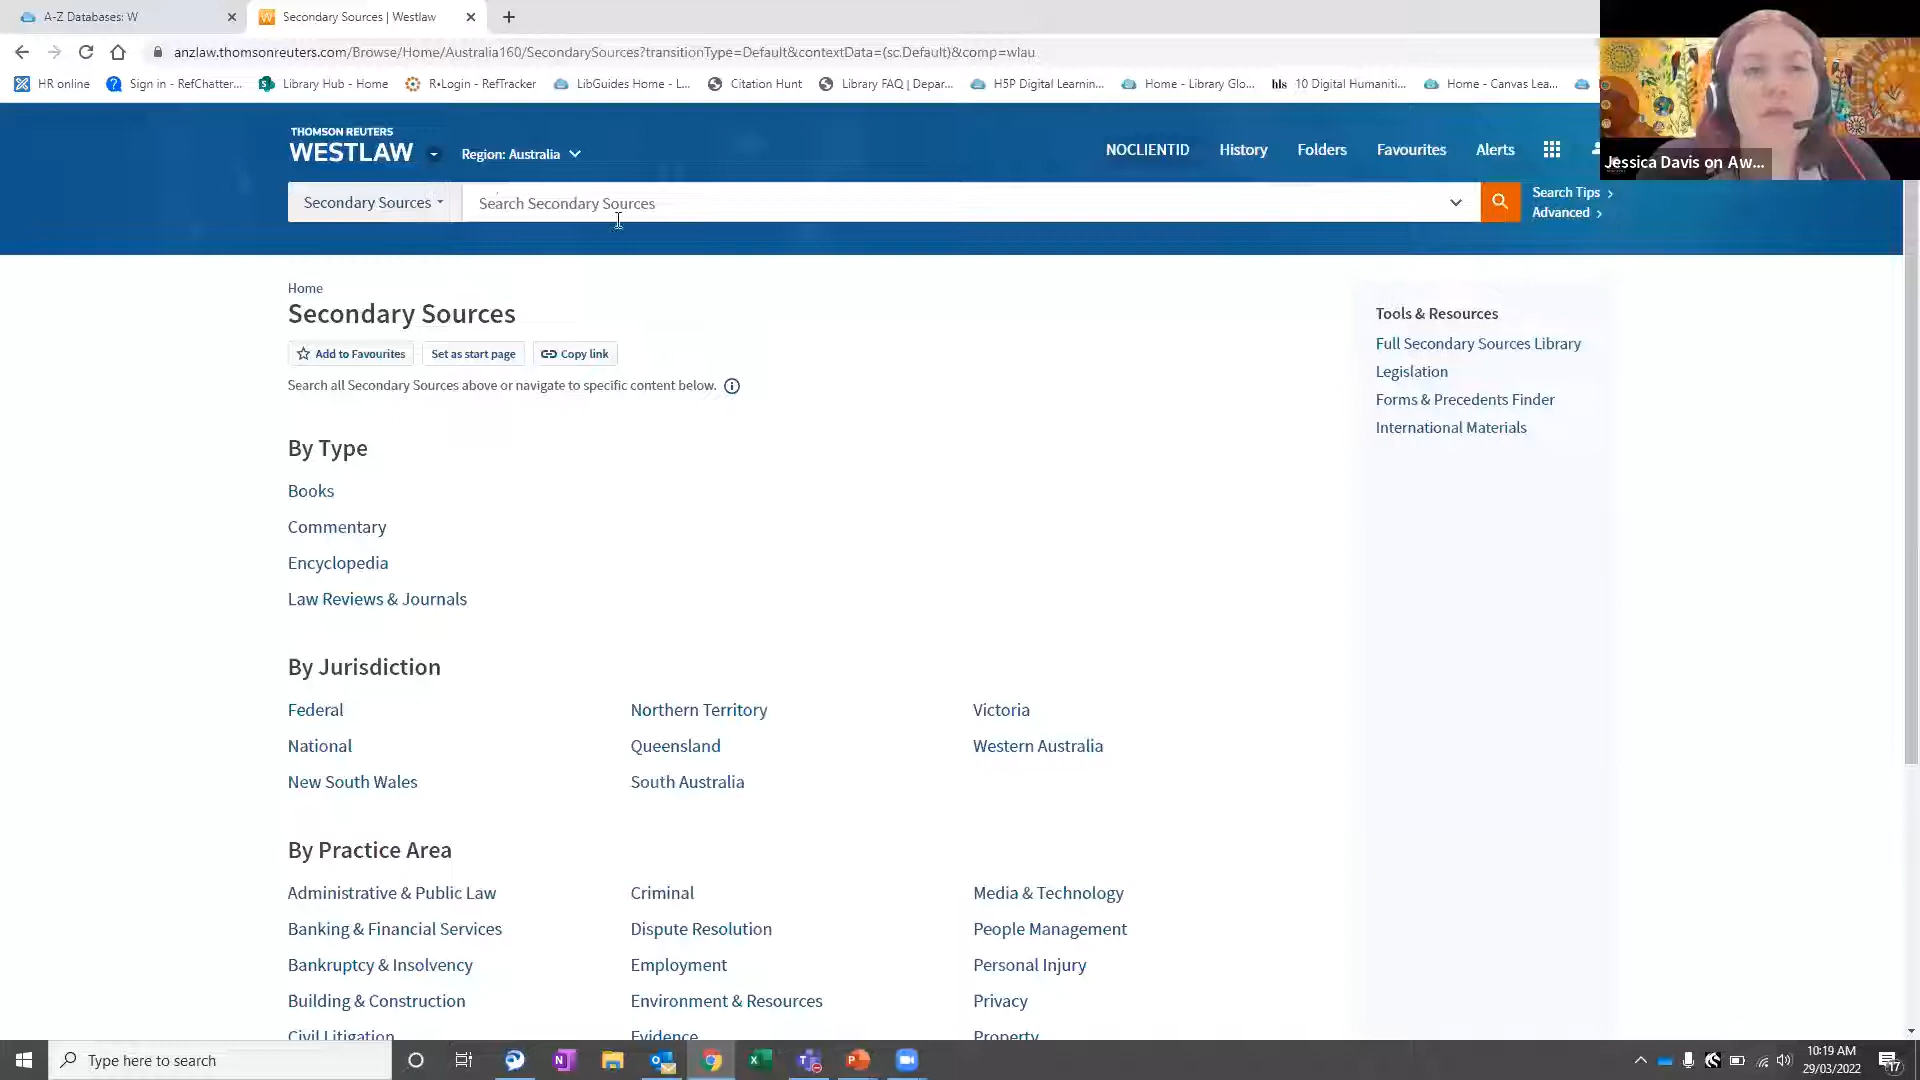 A-Z Databases: W
Secondary Sources | Westlaw
anzlaw.thomsonreuters.com/Browse/Home/Australia160/SecondarySources?transitionType=Default&contextData=(sc.Default)&comp=wlau
HR online
Sign in - RefChatter...
Library Hub - Home
R•Login - RefTracker
LibGuides Home - L...
Citation Hunt
Library FAQ | Depar...
H5P Digital Learnin...
Home - Library Glo...
hls 10 Digital Humaniti...
Home - Canvas Lea...
Jessica Davis on Aw...
THOMSON REUTERS
WESTLAW
Region: Australia
NOCLIENTID
History
Folders
Favourites
Alerts
Secondary Sources
Search Secondary Sources
Search Tips
Advanced
Home
Secondary Sources
Add to Favourites
Set as start page
Copy link
Search all Secondary Sources above or navigate to specific content below.
Tools & Resources
Full Secondary Sources Library
Legislation
Forms & Precedents Finder
International Materials
By Type
Books
Commentary
Encyclopedia
Law Reviews & Journals
By Jurisdiction
Federal
Northern Territory
Victoria
National
Queensland
Western Australia
New South Wales
South Australia
By Practice Area
Administrative & Public Law
Criminal
Media & Technology
Banking & Financial Services
Dispute Resolution
People Management
Bankruptcy & Insolvency
Employment
Personal Injury
Building & Construction
Environment & Resources
Privacy
Civil Litigation
Evidence
Property
Type here to search
10:19 AM
29/03/2022
17